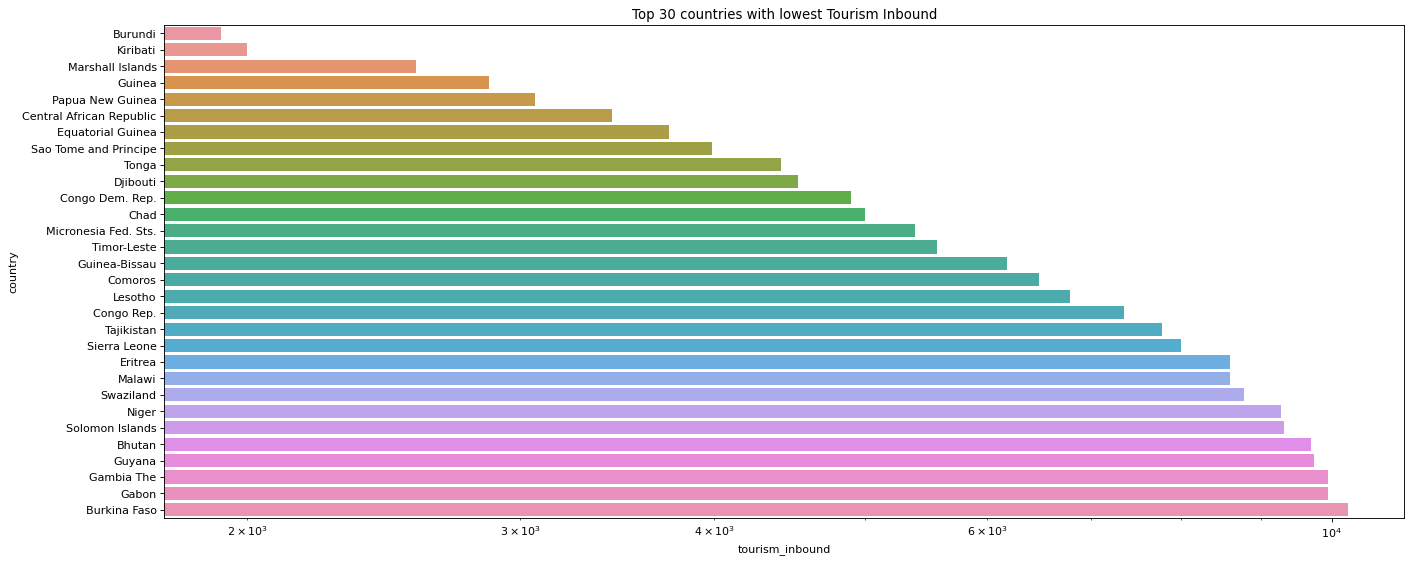 Top 30 countries with lowest Tourism Inbound
country
Burundi
Kiribati
Marshall Islands
Guinea
Papua New Guinea
Central African Republic
Equatorial Guinea
Sao Tome and Principe
Tonga
Djibouti
Congo Dem. Rep.
Chad
Micronesia Fed. Sts.
Timor-Leste
Guinea-Bissau
Comoros
Lesotho
Congo Rep.
Tajikistan
Sierra Leone
Eritrea
Malawi
Swaziland
Niger
Solomon Islands
Bhutan
Guyana
Gambia The
Gabon
Burkina Faso
2 × 10³ 3 × 10³ 4 × 10³ 6 × 10³ 10⁴
tourism_inbound